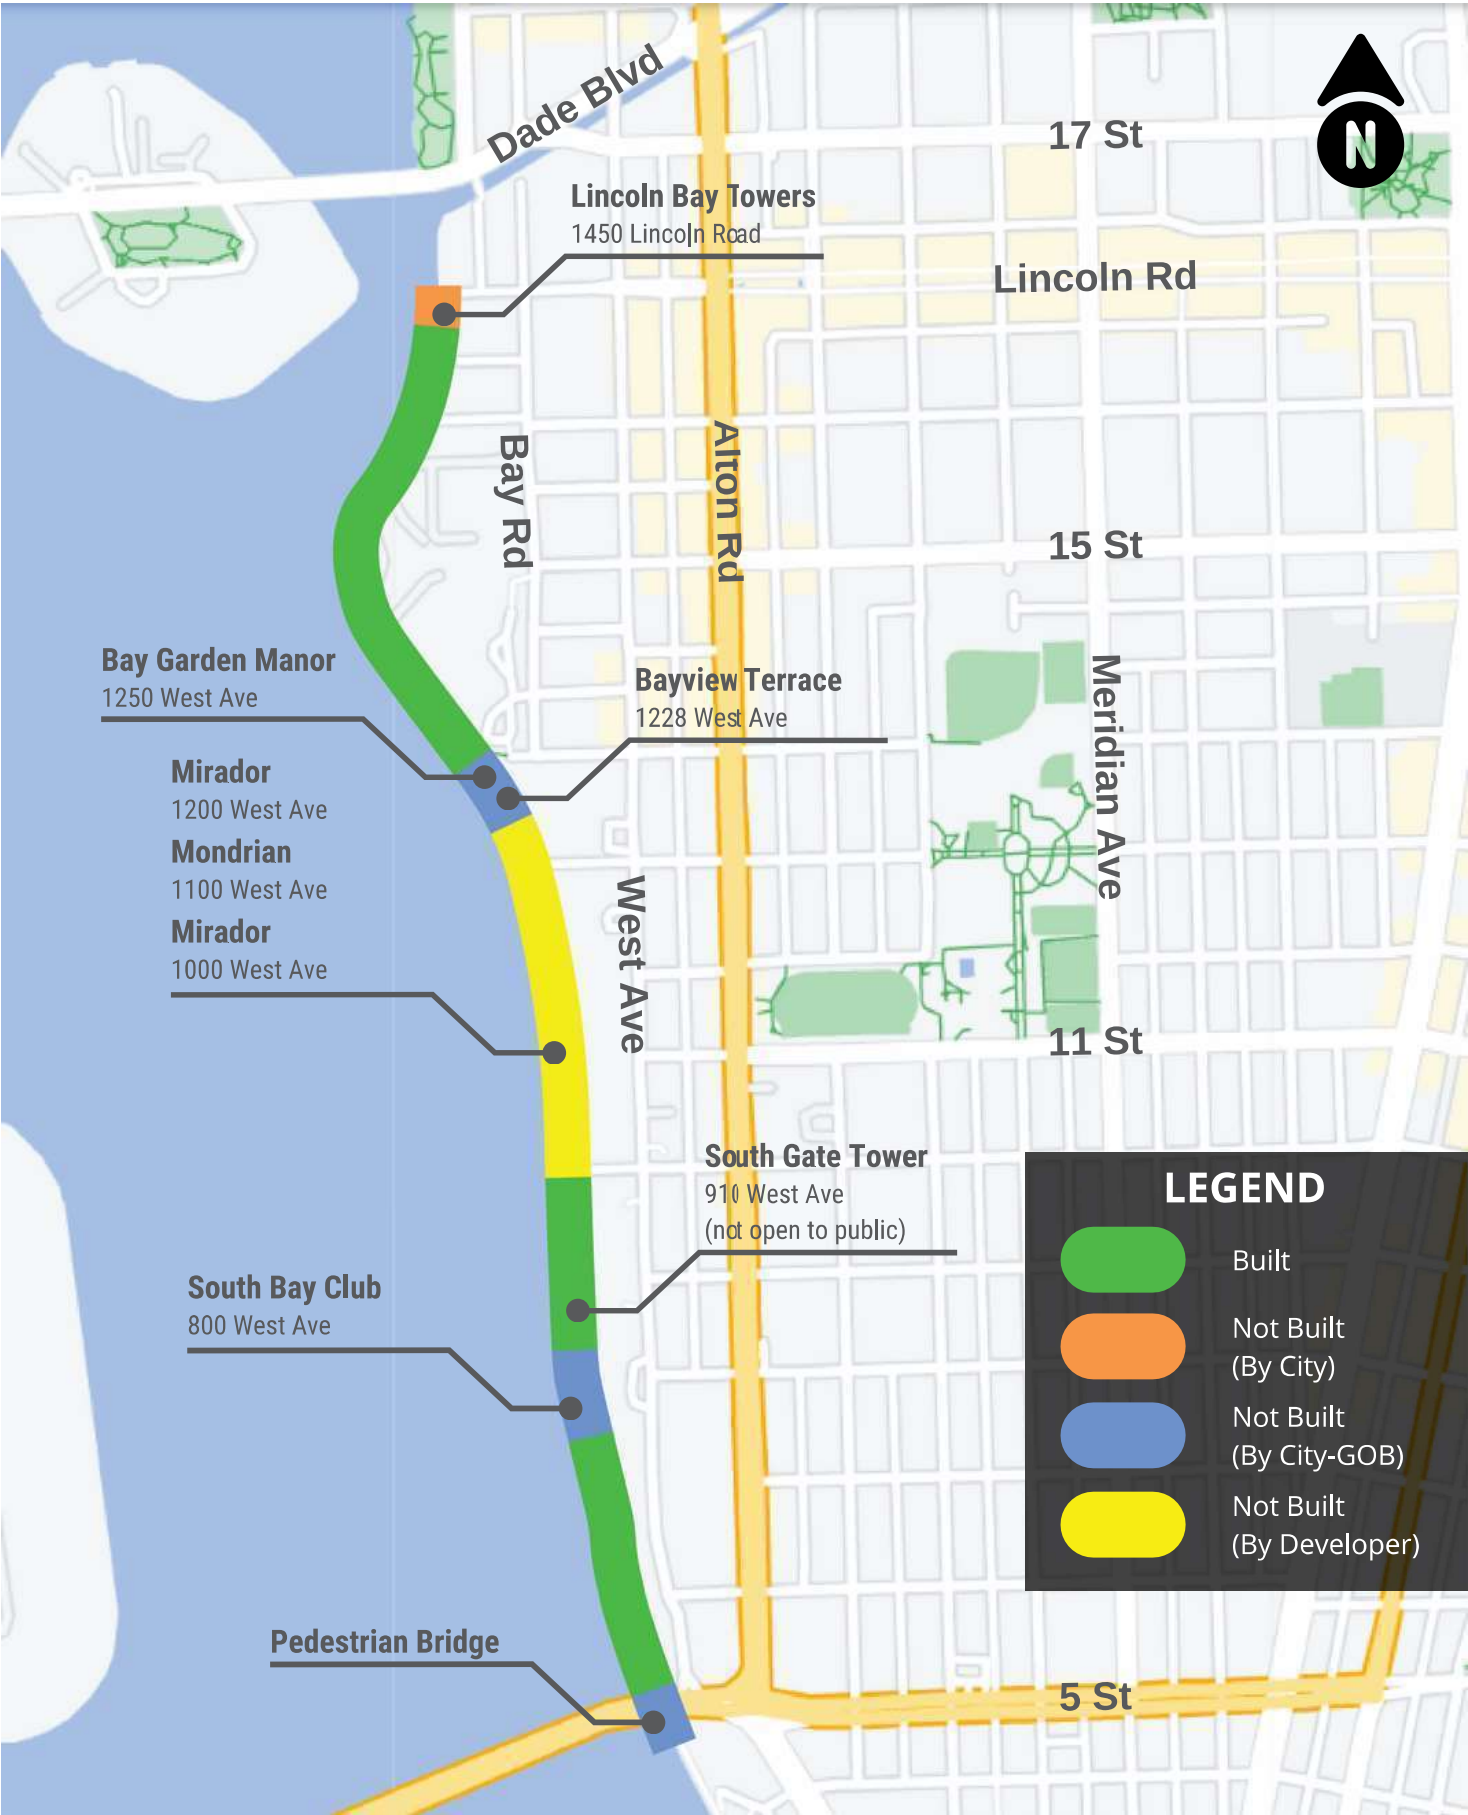 Dade Blvd
17 St
N
Lincoln Bay Towers
1450 Lincoln Road
Lincoln Rd
Bay Rd
Alton Rd
15 St
Bay Garden Manor
1250 West Ave
Bayview Terrace
1228 West Ave
Meridian Ave
Mirador
1200 West Ave
Mondrian
1100 West Ave
Mirador
1000 West Ave
West Ave
11 St
South Gate Tower
910 West Ave
(not open to public)
South Bay Club
800 West Ave
LEGEND
Built
Not Built
(By City)
Not Built
(By City-GOB)
Not Built
(By Developer)
Pedestrian Bridge
5 St